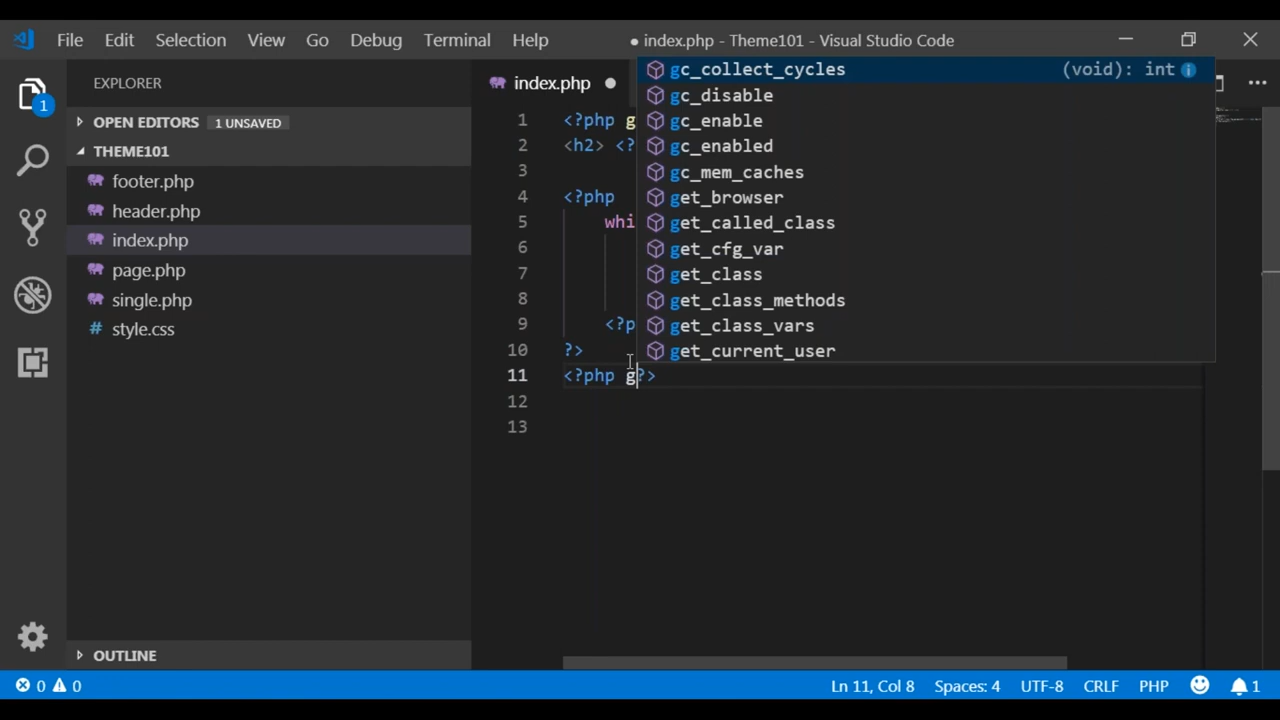 File Edit Selection View Go Debug Terminal Help
● index.php - Theme101 - Visual Studio Code
EXPLORER
OPEN EDITORS 1 UNSAVED
THEME101
footer.php
header.php
index.php
page.php
single.php
style.css
OUTLINE
1
index.php
1 <?php g
2 <h2> <?
3
4 <?php
5 whi
6
7
8
9 <?p
10 ?>
11 <?php g?>
12
13
gc_collect_cycles (void): int
gc_disable
gc_enable
gc_enabled
gc_mem_caches
get_browser
get_called_class
get_cfg_var
get_class
get_class_methods
get_class_vars
get_current_user
0 0 Ln 11, Col 8 Spaces: 4 UTF-8 CRLF PHP 1